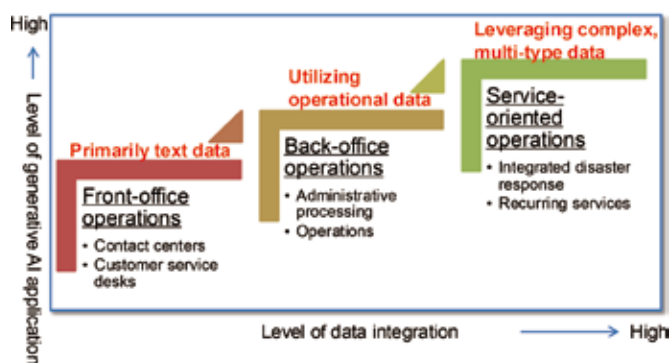 High
Level of generative AI application
Primarily text data
Front-office
operations
• Contact centers
• Customer service
desks
Utilizing
operational data
Back-office
operations
• Administrative
processing
• Operations
Leveraging complex,
multi-type data
Service-
oriented
operations
• Integrated disaster
response
• Recurring services
Level of data integration
High